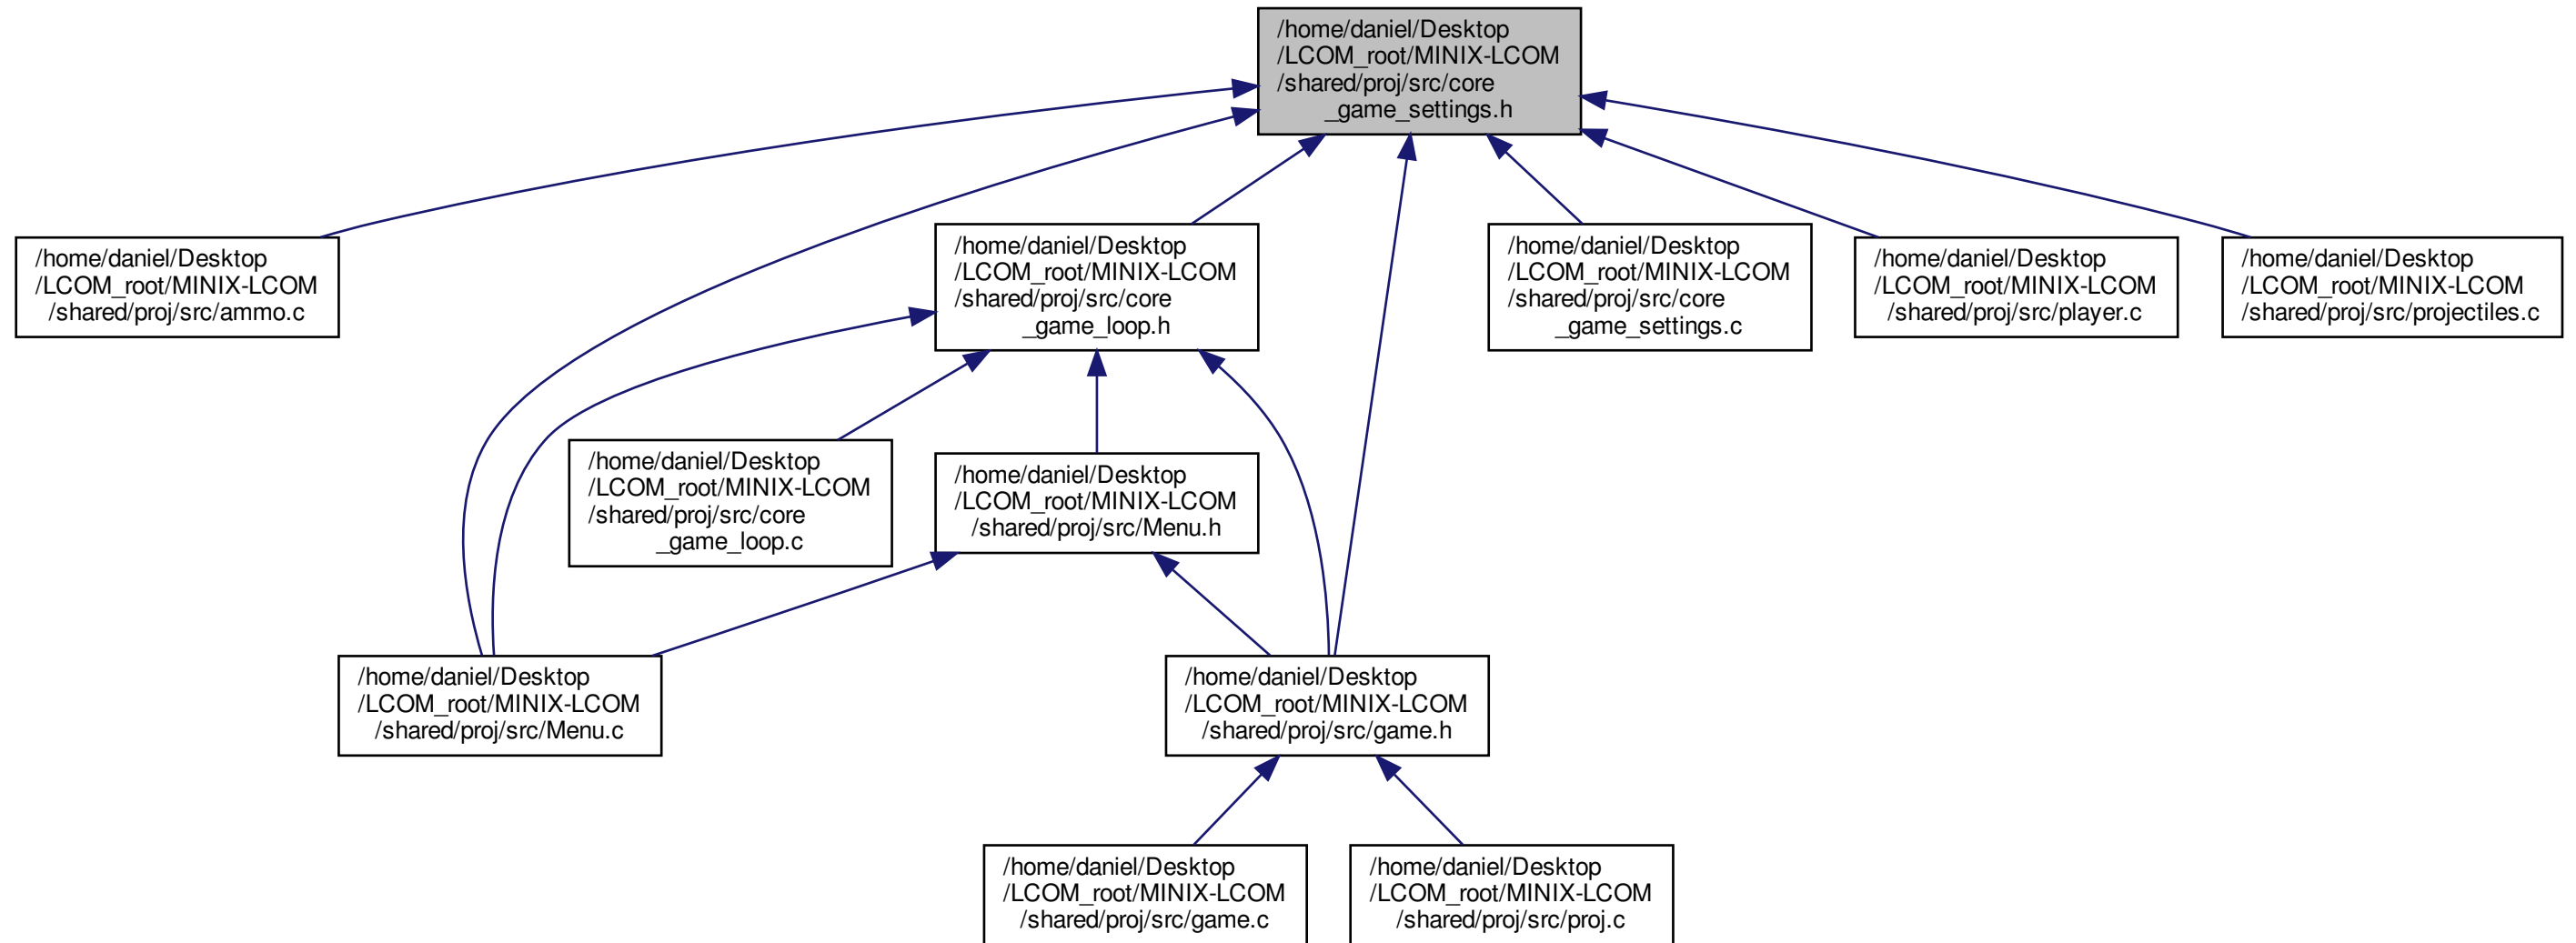 /home/daniel/Desktop
/LCOM_root/MINIX-LCOM
/shared/proj/src/core
_game_settings.h
/home/daniel/Desktop
/LCOM_root/MINIX-LCOM
/shared/proj/src/ammo.c
/home/daniel/Desktop
/LCOM_root/MINIX-LCOM
/shared/proj/src/core
_game_loop.h
/home/daniel/Desktop
/LCOM_root/MINIX-LCOM
/shared/proj/src/core
_game_settings.c
/home/daniel/Desktop
/LCOM_root/MINIX-LCOM
/shared/proj/src/player.c
/home/daniel/Desktop
/LCOM_root/MINIX-LCOM
/shared/proj/src/projectiles.c
/home/daniel/Desktop
/LCOM_root/MINIX-LCOM
/shared/proj/src/core
_game_loop.c
/home/daniel/Desktop
/LCOM_root/MINIX-LCOM
/shared/proj/src/Menu.h
/home/daniel/Desktop
/LCOM_root/MINIX-LCOM
/shared/proj/src/Menu.c
/home/daniel/Desktop
/LCOM_root/MINIX-LCOM
/shared/proj/src/game.h
/home/daniel/Desktop
/LCOM_root/MINIX-LCOM
/shared/proj/src/game.c
/home/daniel/Desktop
/LCOM_root/MINIX-LCOM
/shared/proj/src/proj.c